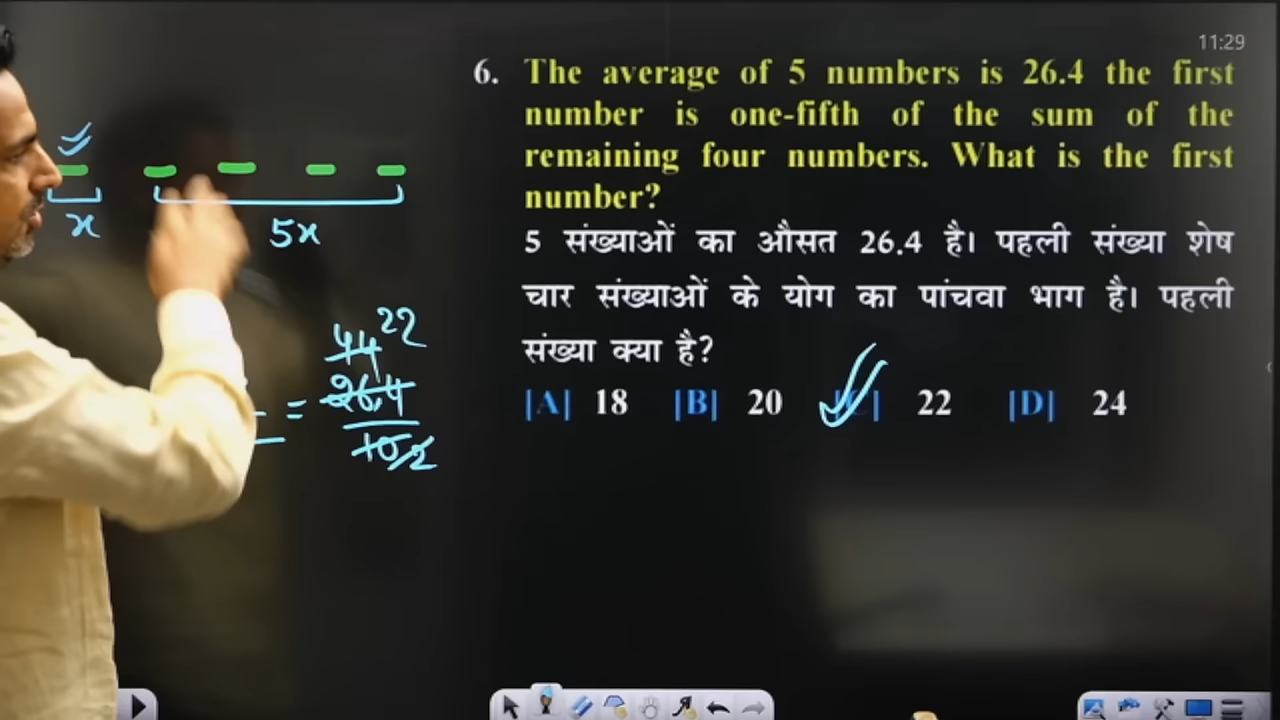 11:29
6. The average of 5 numbers is 26.4 the first
number is one-fifth of the sum of the
remaining four numbers. What is the first
number?
5 संख्याओं का औसत 26.4 है। पहली संख्या शेष
चार संख्याओं के योग का पांचवा भाग है। पहली
संख्या क्या है?
[A] 18 [B] 20 [C] 22 [D] 24
x 5x
44 22
= 26.4
10 2